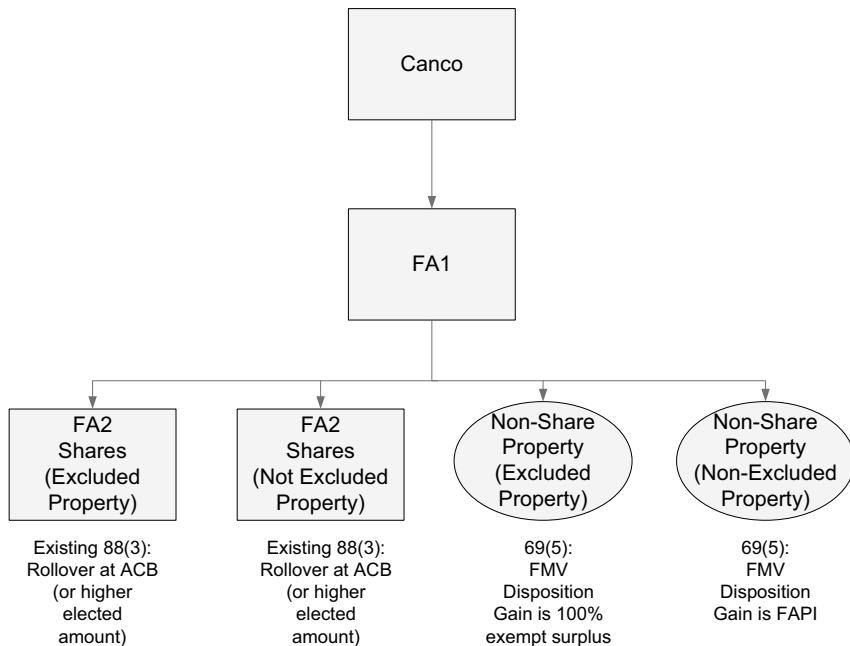 Canco
FA1
FA2
Shares
(Excluded
Property)
FA2
Shares
(Not Excluded
Property)
Non-Share
Property
(Excluded
Property)
Non-Share
Property
(Non-Excluded
Property)
Existing 88(3):
Rollover at ACB
(or higher
elected
amount)
Existing 88(3):
Rollover at ACB
(or higher
elected
amount)
69(5):
FMV
Disposition
Gain is 100%
exempt surplus
69(5):
FMV
Disposition
Gain is FAPI